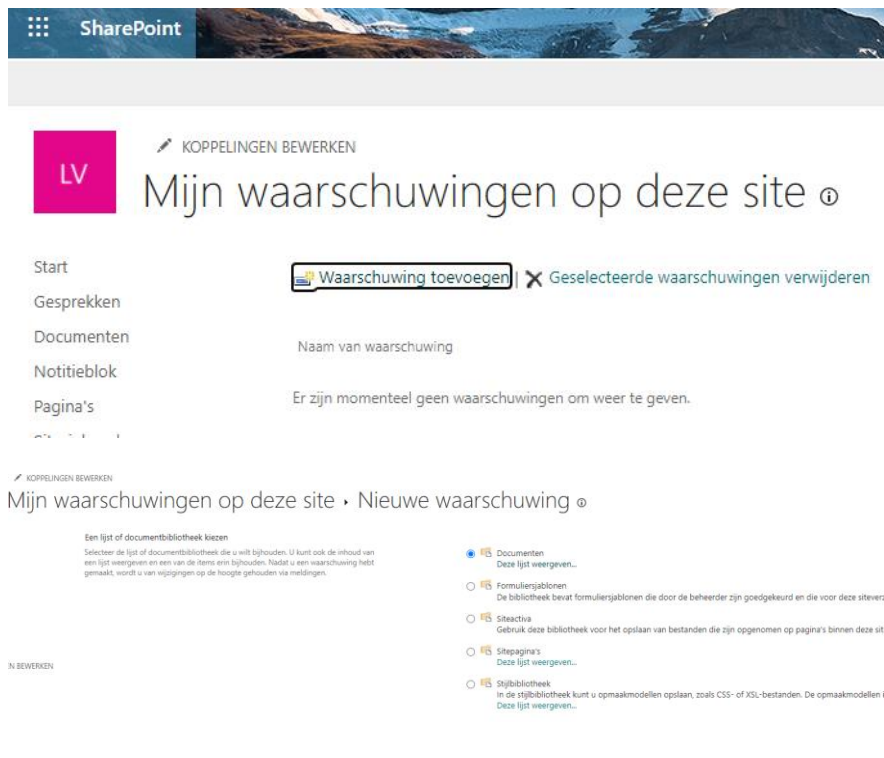 SharePoint
KOPPELINGEN BEWERKEN
LV
Mijn waarschuwingen op deze site
Start
Gesprekken
Documenten
Notitieblok
Pagina's
Waarschuwing toevoegen | Geselecteerde waarschuwingen verwijderen
Naam van waarschuwing
Er zijn momenteel geen waarschuwingen om weer te geven.
KOPPELINGEN BEWERKEN
Mijn waarschuwingen op deze site › Nieuwe waarschuwing
Een lijst of documentbibliotheek kiezen
Selecteer de lijst of documentbibliotheek die u wilt bijhouden. U kunt ook de inhoud van
een lijst weergeven en een van de items erin bijhouden. Nadat u een waarschuwing hebt
gemaakt, wordt u van wijzigingen op de hoogte gehouden via meldingen.
Documenten
Deze lijst weergeven...
Formuliersjablonen
De bibliotheek bevat formuliersjablonen die door de beheerder zijn goedgekeurd en die voor deze siteverz
Siteactiva
Gebruik deze bibliotheek voor het opslaan van bestanden die zijn opgenomen op pagina's binnen deze sit
Sitepagina's
Deze lijst weergeven...
Stijlbibliotheek
In de stijlbibliotheek kunt u opmaakmodellen opslaan, zoals CSS- of XSL-bestanden. De opmaakmodellen i
Deze lijst weergeven...
N BEWERKEN